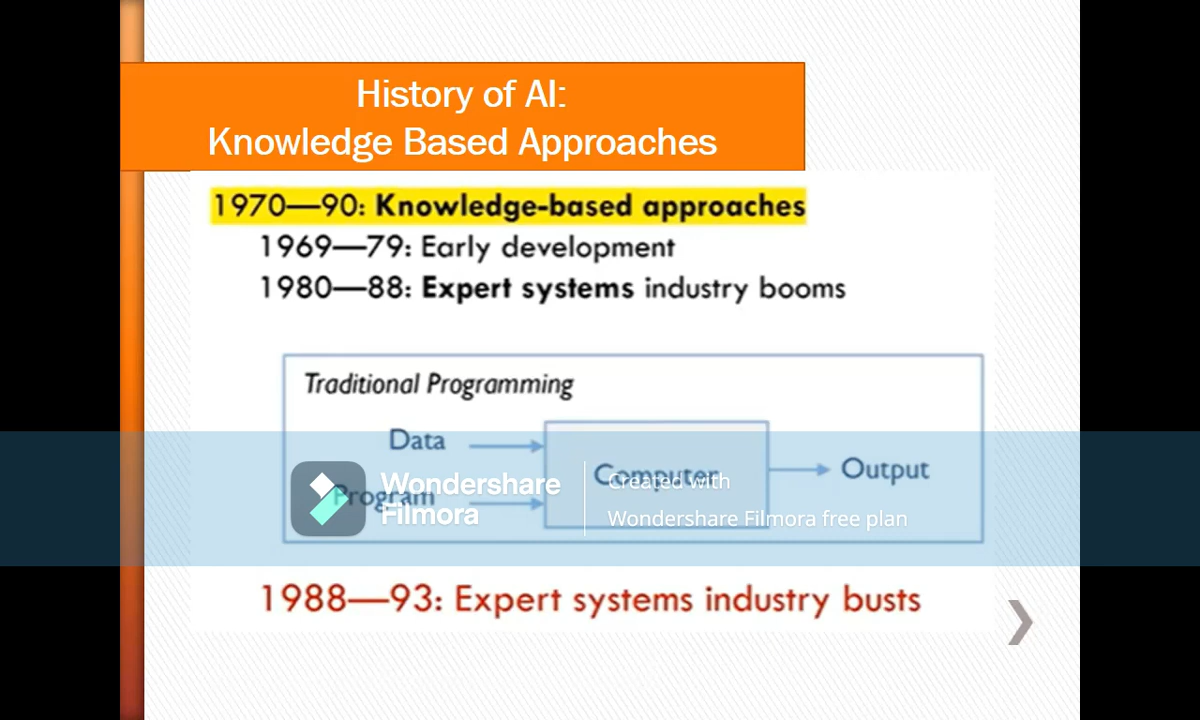 History of AI:
Knowledge Based Approaches
1970—90: Knowledge-based approaches
1969—79: Early development
1980—88: Expert systems industry booms
Traditional Programming
Data
Program
Computer
Output
Wondershare
Filmora
Created with
Wondershare Filmora free plan
1988—93: Expert systems industry busts